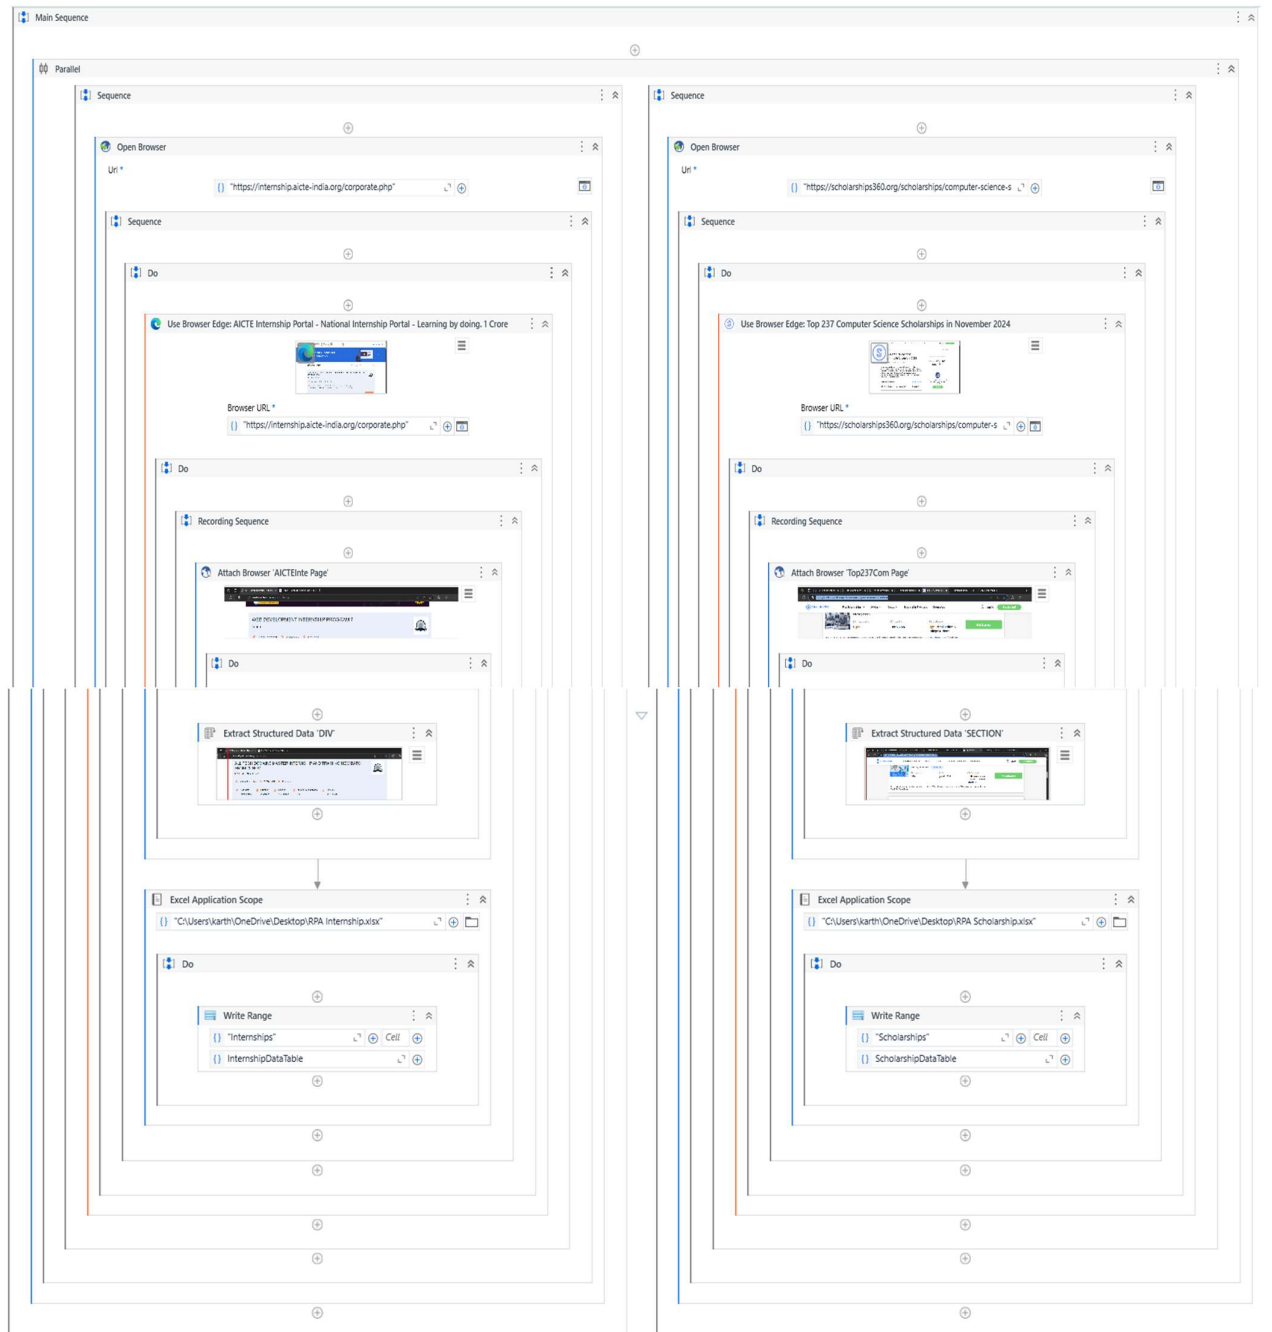 Main Sequence
Parallel
Sequence
Open Browser
Url *
"https://internship.aicte-india.org/corporate.php"
Sequence
Do
Use Browser Edge: AICTE Internship Portal - National Internship Portal - Learning by doing. 1 Crore
Browser URL *
"https://internship.aicte-india.org/corporate.php"
Do
Recording Sequence
Attach Browser 'AICTEInte Page'
WEB DEVELOPMENT INTERNSHIP PROGRAM
Do
Extract Structured Data 'DIV'
Excel Application Scope
"C:\Users\karth\OneDrive\Desktop\RPA Internship.xlsx"
Do
Write Range
"Internships" Cell
InternshipDataTable
Sequence
Open Browser
Url *
"https://scholarships360.org/scholarships/computer-science-s
Sequence
Do
Use Browser Edge: Top 237 Computer Science Scholarships in November 2024
Browser URL *
"https://scholarships360.org/scholarships/computer-s
Do
Recording Sequence
Attach Browser 'Top237Com Page'
Do
Extract Structured Data 'SECTION'
Excel Application Scope
"C:\Users\karth\OneDrive\Desktop\RPA Scholarship.xlsx"
Do
Write Range
"Scholarships" Cell
ScholarshipDataTable